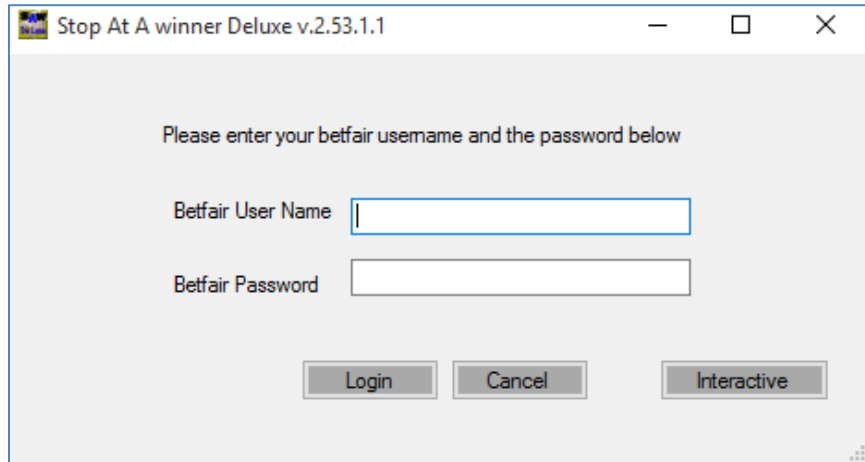 Stop At A winner Deluxe v.2.53.1.1
Please enter your betfair username and the password below
Betfair User Name
Betfair Password
Login Cancel Interactive